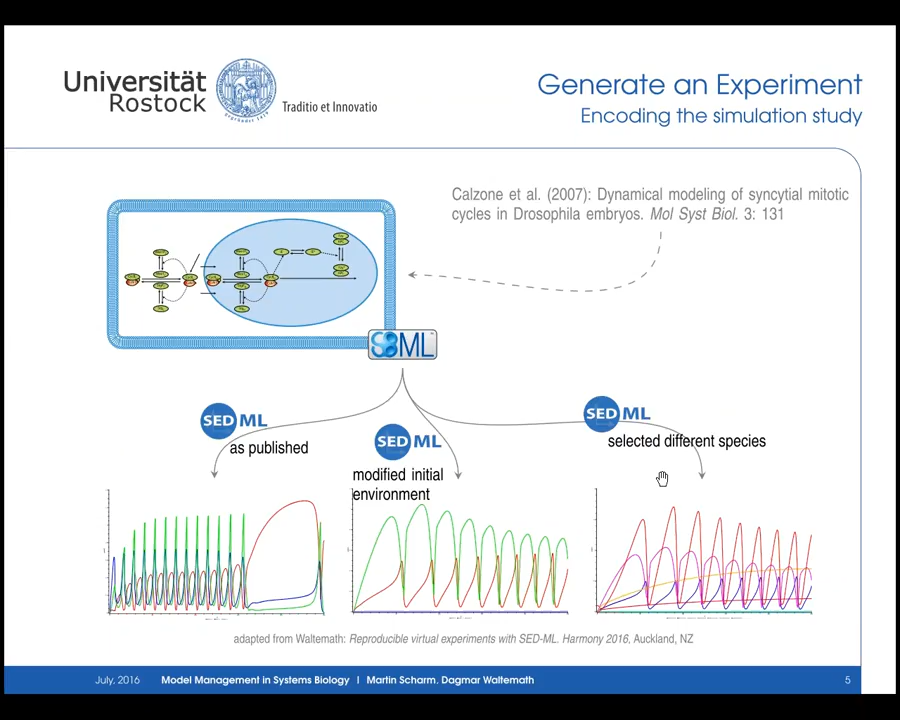 Universität
Rostock
Traditio et Innovatio
Generate an Experiment
Encoding the simulation study
Calzone et al. (2007): Dynamical modeling of syncytial mitotic
cycles in Drosophila embryos. Mol Syst Biol. 3: 131
SBML
SED ML
as published
SED ML
modified initial
environment
SED ML
selected different species
adapted from Waltemath: Reproducible virtual experiments with SED-ML. Harmony 2016, Auckland, NZ
July, 2016 Model Management in Systems Biology | Martin Scharm, Dagmar Waltemath 5